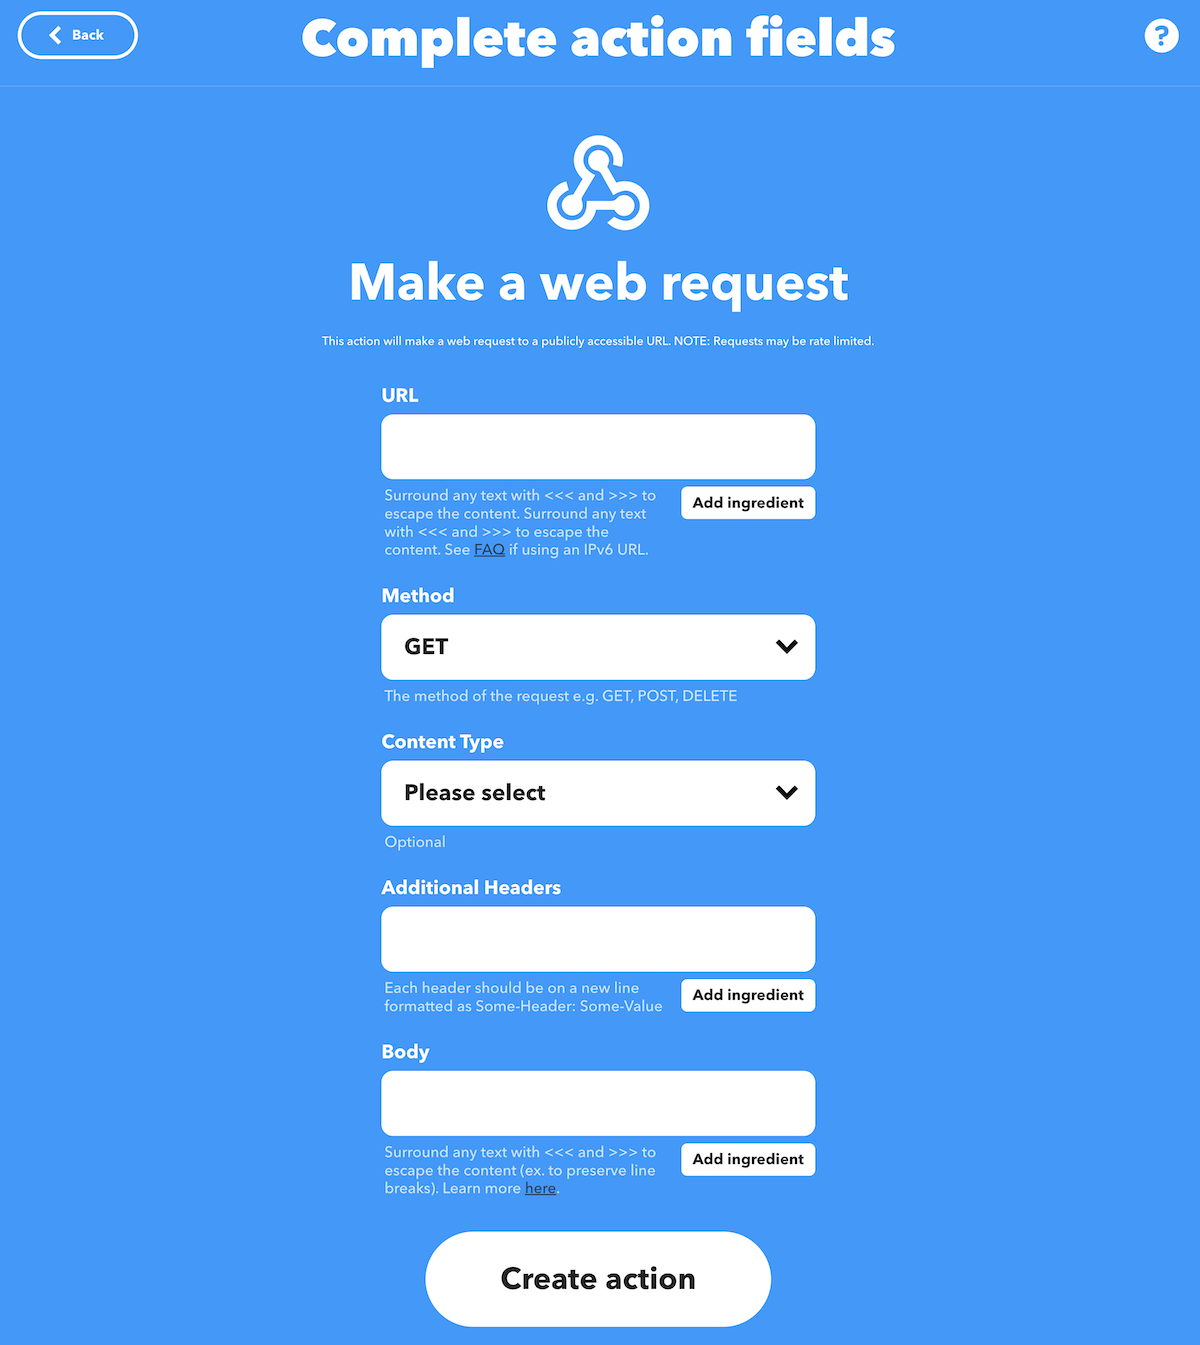 Back
Complete action fields
?
Make a web request
This action will make a web request to a publicly accessible URL. NOTE: Requests may be rate limited.
URL
Surround any text with <<< and >>> to
escape the content. Surround any text
with <<< and >>> to escape the
content. See FAQ if using an IPv6 URL.
Add ingredient
Method
GET
The method of the request e.g. GET, POST, DELETE
Content Type
Please select
Optional
Additional Headers
Each header should be on a new line
formatted as Some-Header: Some-Value
Add ingredient
Body
Surround any text with <<< and >>> to
escape the content (ex. to preserve line
breaks). Learn more here.
Add ingredient
Create action